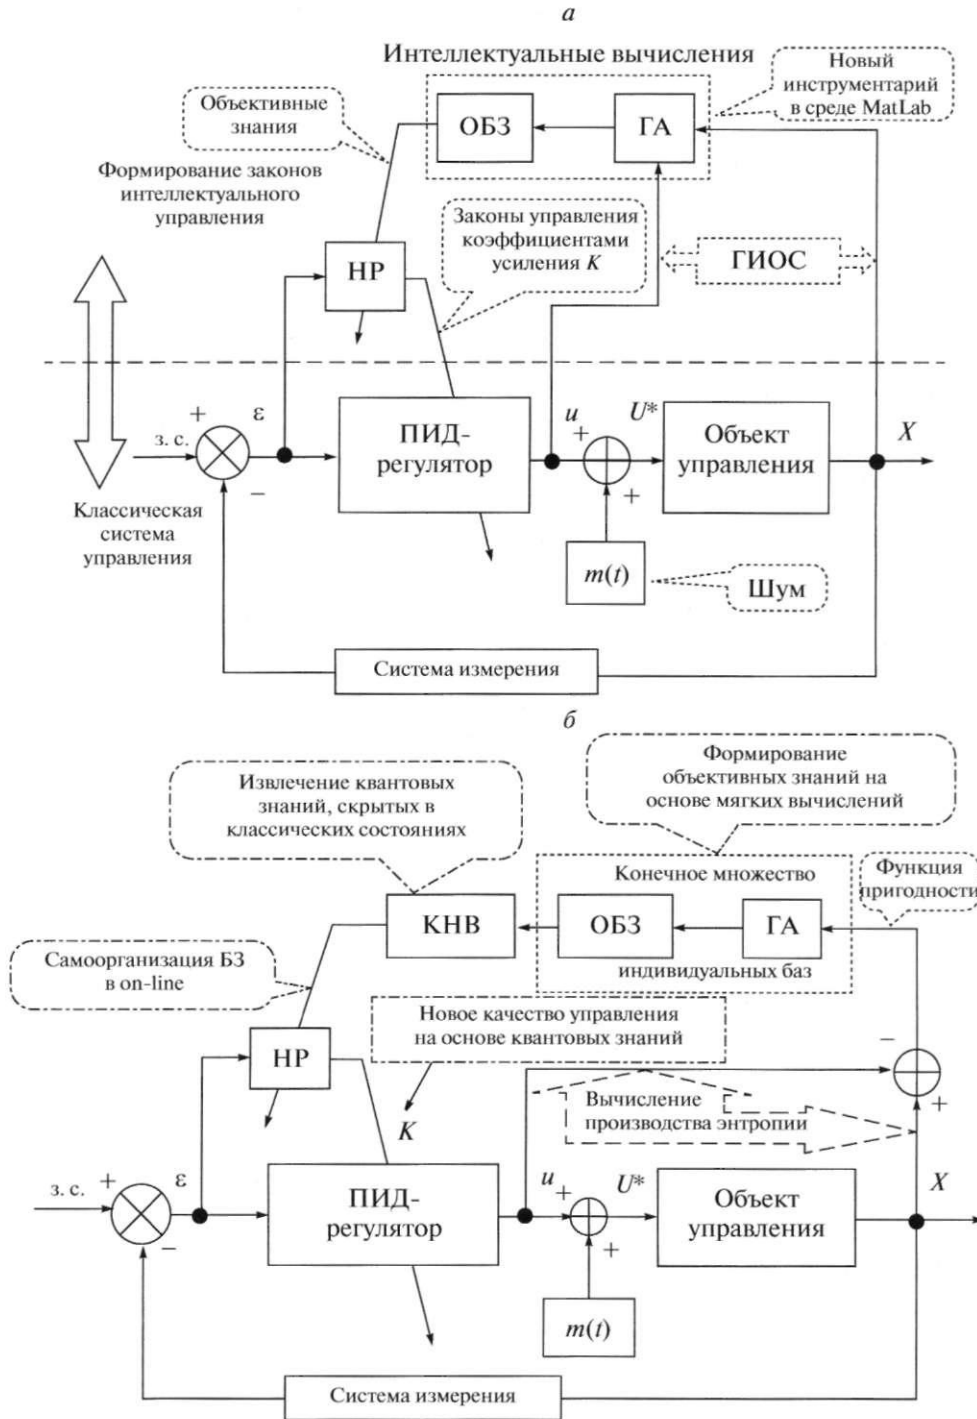 а
Интеллектуальные вычисления
Новый
инструментарий
в среде MatLab
Объективные
знания
ОБЗ
ГА
Формирование законов
интеллектуального
управления
Законы управления
коэффициентами
усиления K
НР
ГИОС
+
ε
з. с.
−
ПИД-
регулятор
u
+
U*
+
Объект
управления
X
Классическая
система
управления
m(t)
Шум
Система измерения
б
Формирование
объективных знаний на
основе мягких вычислений
Извлечение квантовых
знаний, скрытых в
классических состояниях
Функция
пригодности
Конечное множество
КНВ
ОБЗ
ГА
индивидуальных баз
Самоорганизация БЗ
в on-line
Новое качество управления
на основе квантовых знаний
−
НР
+
Вычисление
производства энтропии
K
+
ε
з. с.
−
ПИД-
регулятор
u
+
U*
+
Объект
управления
X
m(t)
Система измерения